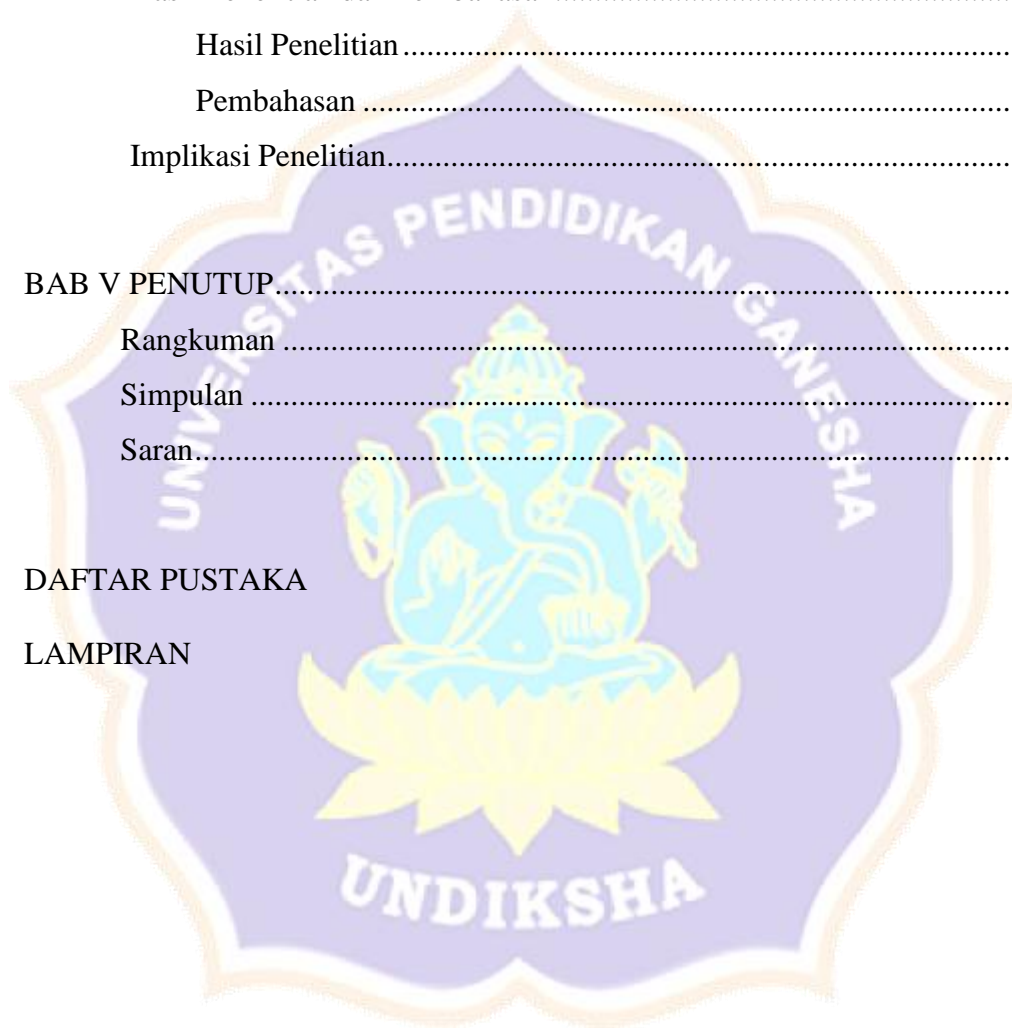 Hasil Penelitian..........................................................................
Pembahasan ..............................................................................
Implikasi Penelitian..........................................................................
UNIVERSITAS PENDIDIKAN GANESHA
BAB V PENUTUP..........................................................................................
Rangkuman ..........................................................................................
Simpulan ..............................................................................................
Saran....................................................................................................
DAFTAR PUSTAKA
LAMPIRAN
UNDIKSHA